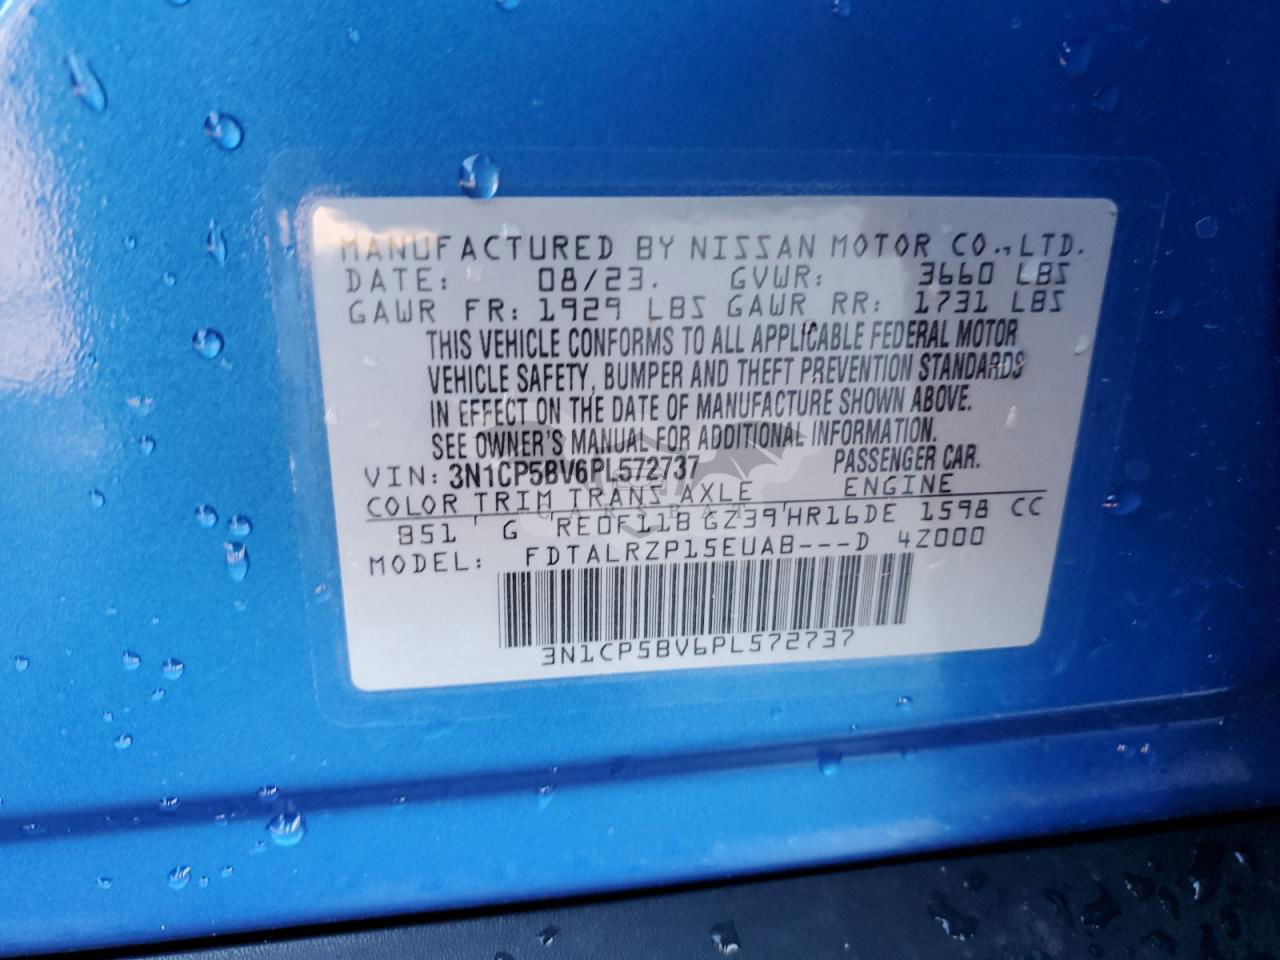 MANUFACTURED BY NISSAN MOTOR CO., LTD.
DATE: 08/23. GVWR: 3660 LBS
GAWR FR: 1929 LBS GAWR RR: 1731 LBS
THIS VEHICLE CONFORMS TO ALL APPLICABLE FEDERAL MOTOR
VEHICLE SAFETY, BUMPER AND THEFT PREVENTION STANDARDS
IN EFFECT ON THE DATE OF MANUFACTURE SHOWN ABOVE.
SEE OWNER'S MANUAL FOR ADDITIONAL INFORMATION.
VIN: 3N1CP5BV6PL572737 PASSENGER CAR.
COLOR TRIM TRANS AXLE ENGINE
B51 G RE0F11B GZ39 HR16DE 1598 CC
MODEL: FDTALRZP15EUAB---D 4Z000
3N1CP5BV6PL572737